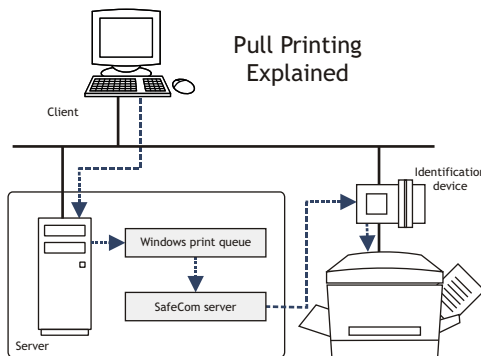 Pull Printing
Explained
Client
Identification
device
Windows print queue
SafeCom server
Server